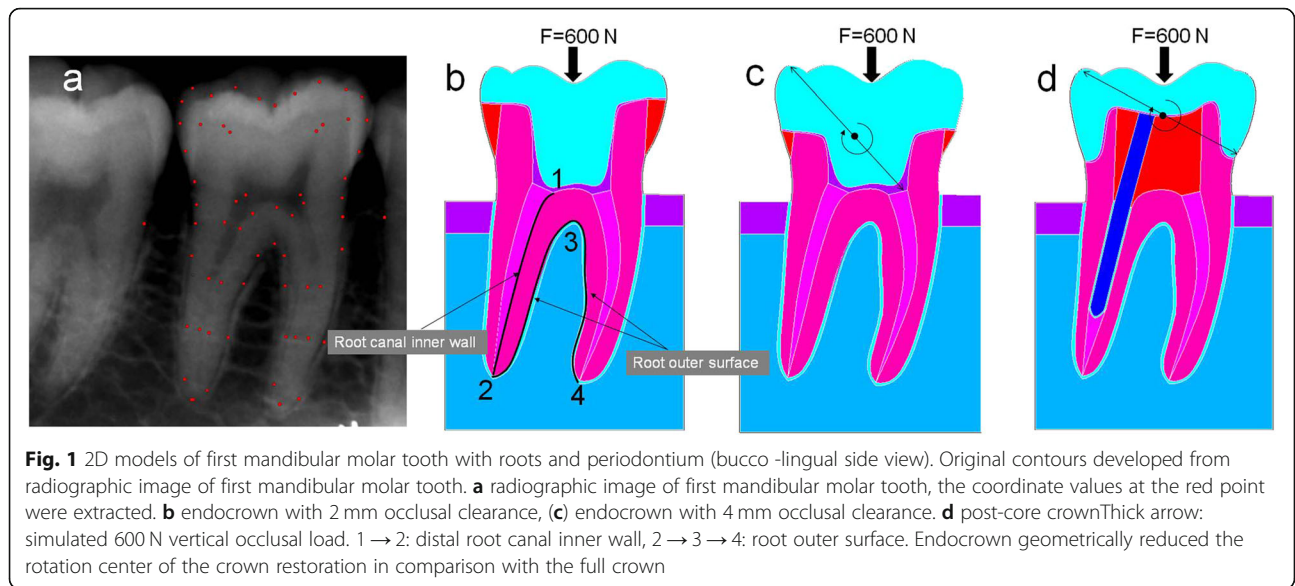 F=600 N
F=600 N
F=600 N
a
b
c
d
1
3
Root canal inner wall
Root outer surface
2
4
Fig. 1 2D models of first mandibular molar tooth with roots and periodontium (bucco -lingual side view). Original contours developed from
radiographic image of first mandibular molar tooth. a radiographic image of first mandibular molar tooth, the coordinate values at the red point
were extracted. b endocrown with 2 mm occlusal clearance, (c) endocrown with 4 mm occlusal clearance. d post-core crownThick arrow:
simulated 600 N vertical occlusal load. 1 → 2: distal root canal inner wall, 2 → 3 → 4: root outer surface. Endocrown geometrically reduced the
rotation center of the crown restoration in comparison with the full crown